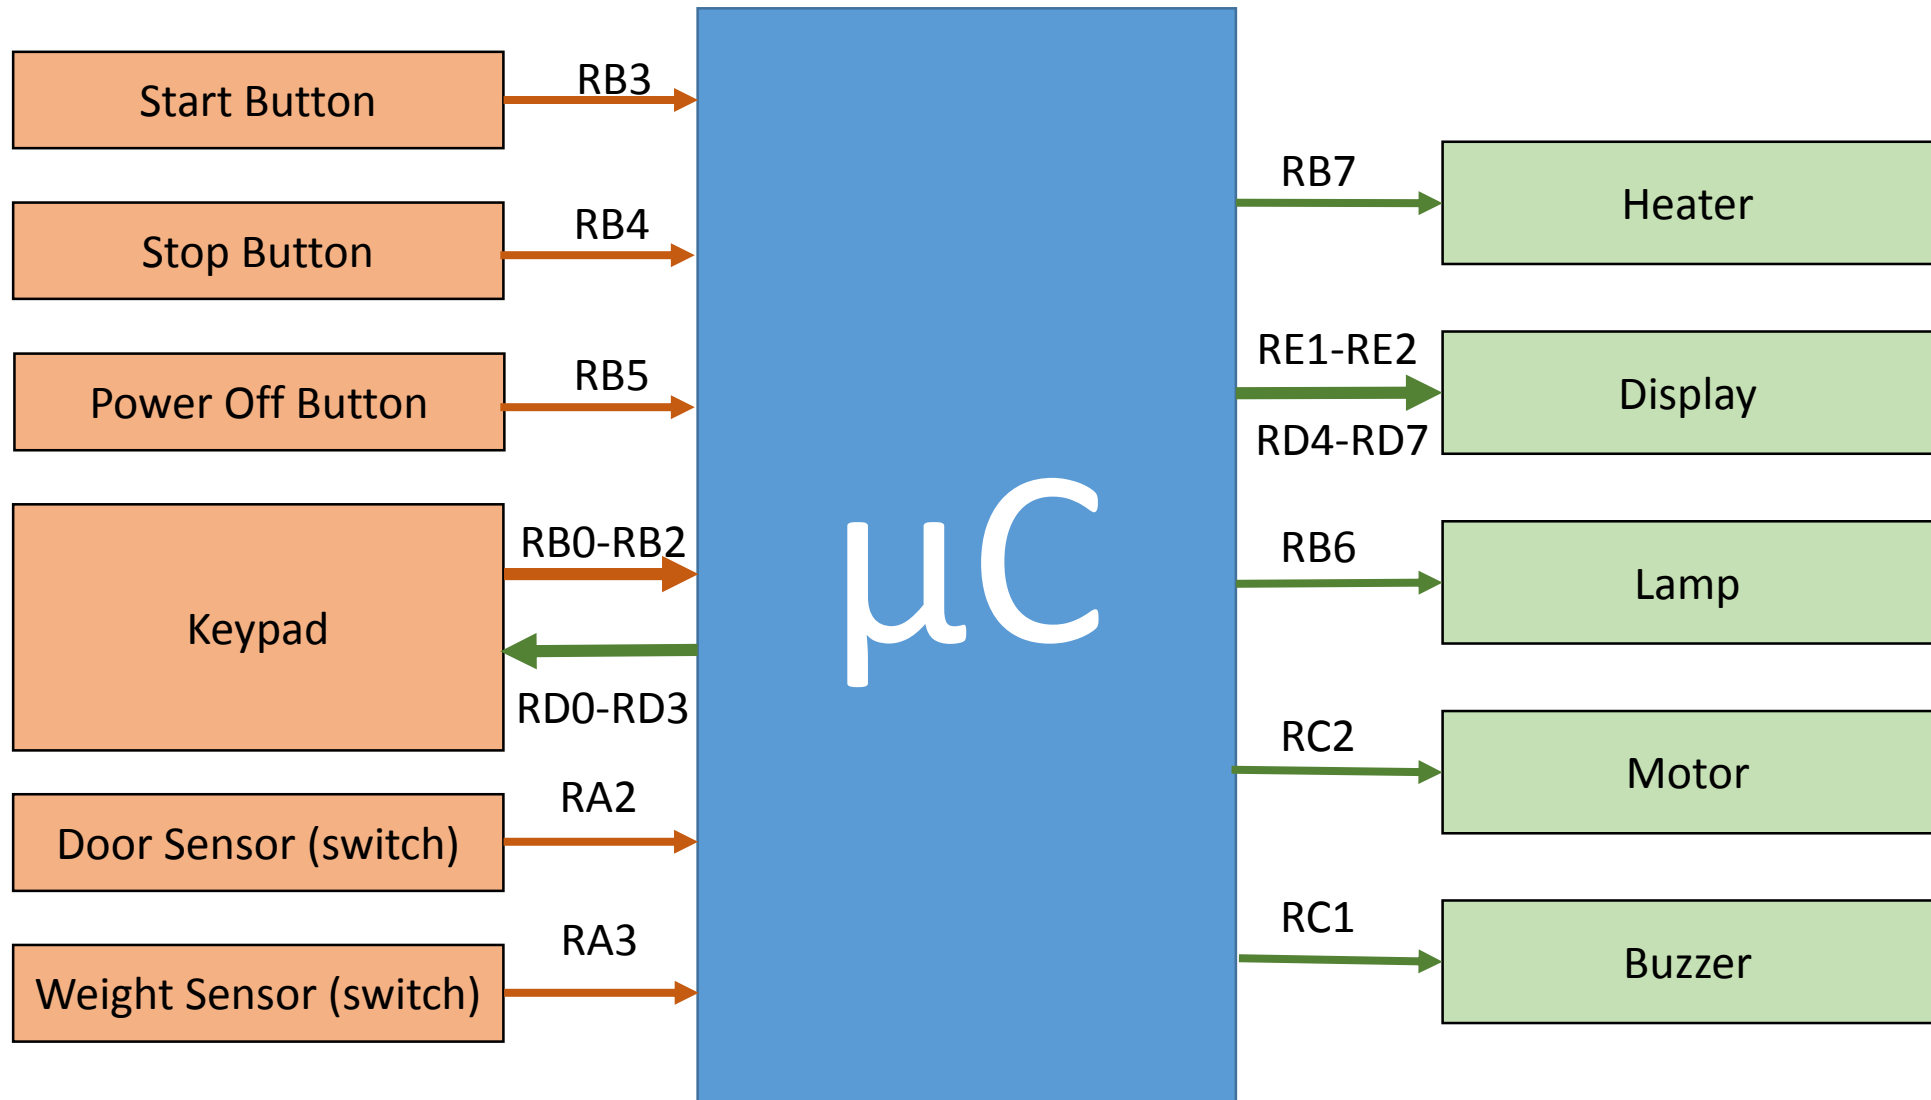 Start Button
RB3
Stop Button
RB4
Power Off Button
RB5
Keypad
RB0-RB2
RD0-RD3
Door Sensor (switch)
RA2
Weight Sensor (switch)
RA3
µC
RB7
Heater
RE1-RE2
RD4-RD7
Display
RB6
Lamp
RC2
Motor
RC1
Buzzer